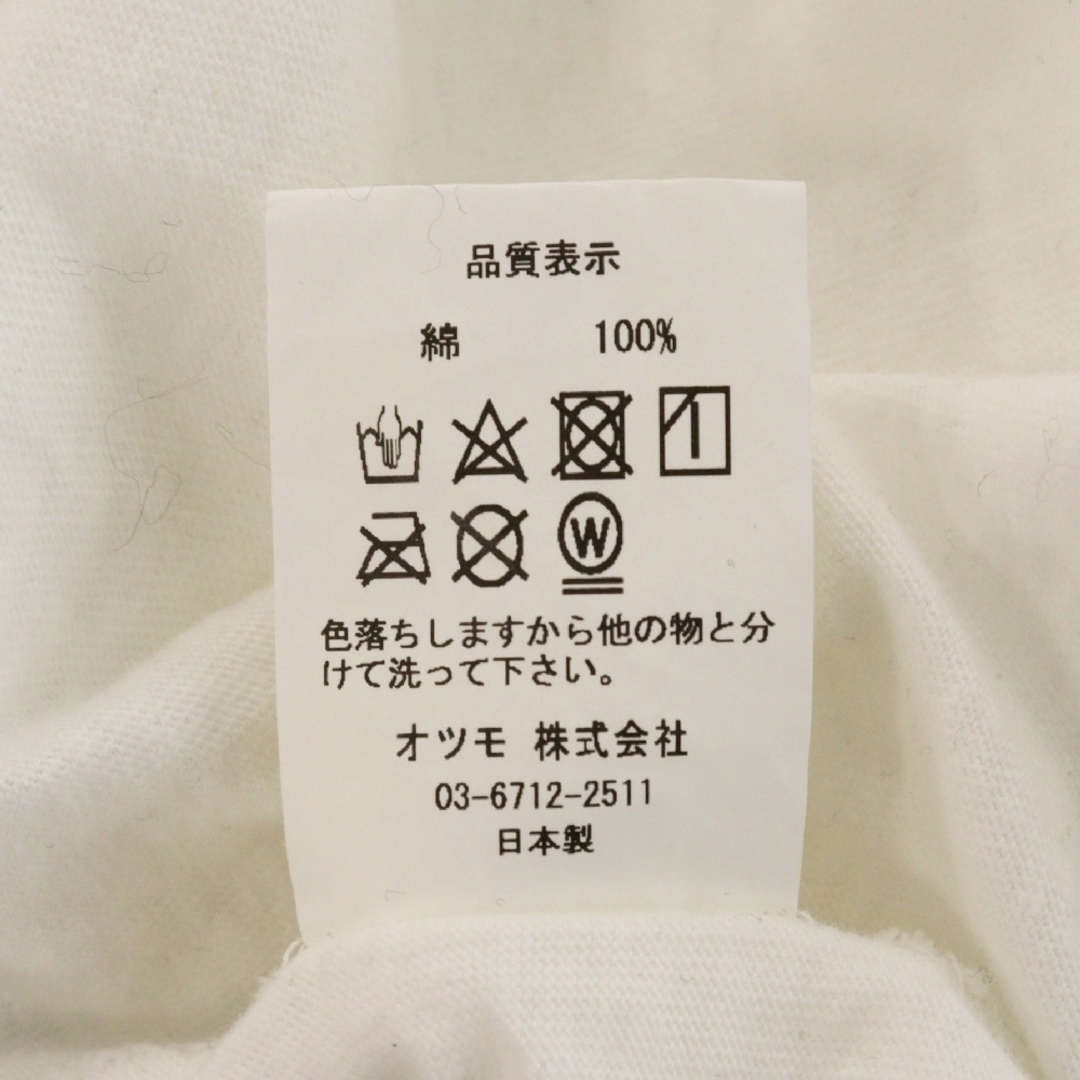 品質表示
綿 100%
W
色落ちしますから他の物と分
けて洗って下さい。
オツモ 株式会社
03-6712-2511
日本製